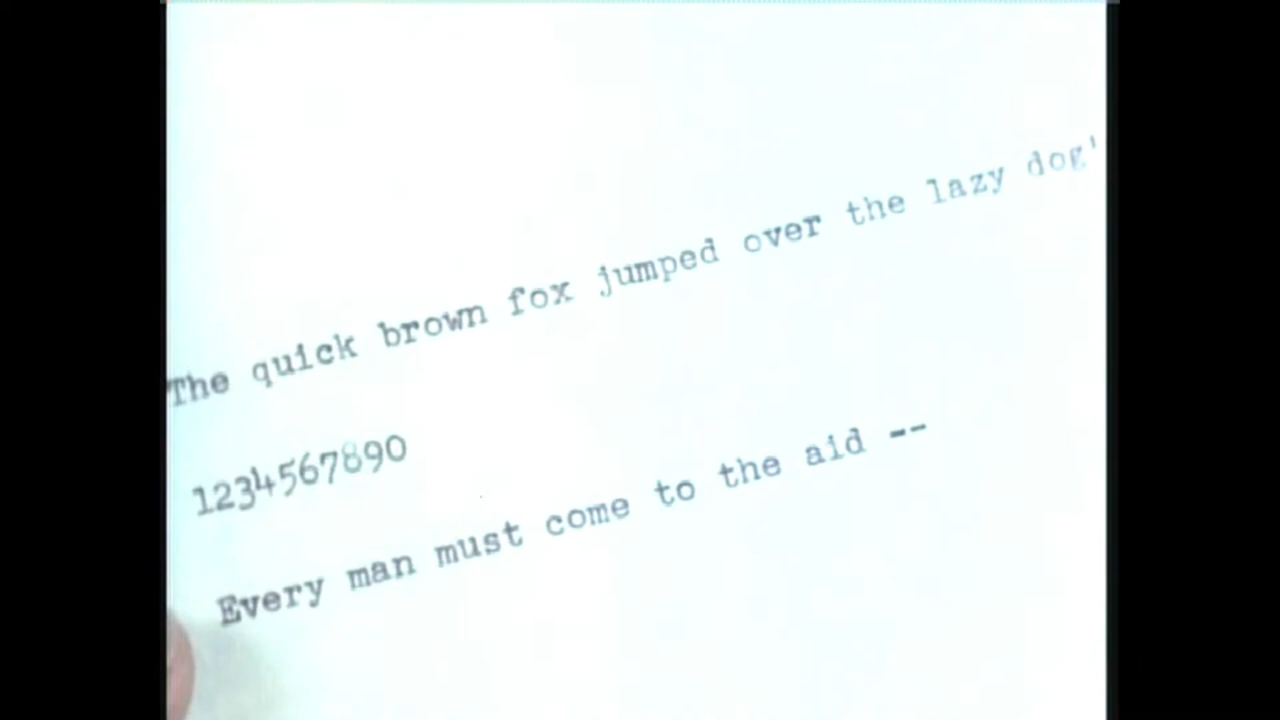 The quick brown fox jumped over the lazy dog'
1234567890
Every man must come to the aid --